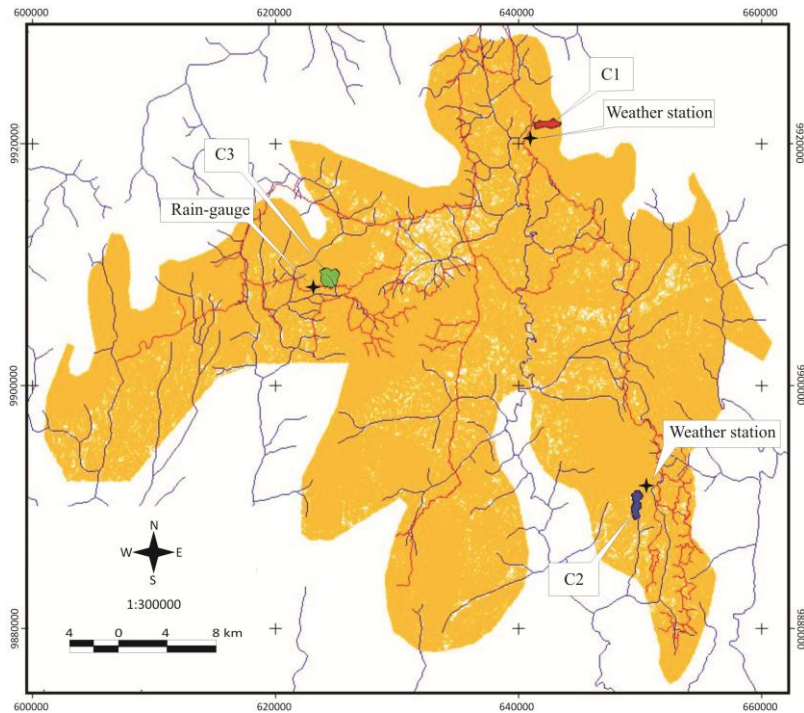 600000 620000 640000 660000
C1
Weather station
9920000 9920000
C3
Rain-gauge
9900000 9900000
Weather station
N
W E
S
C2
1:300000
4 0 4 8 km
9880000 9880000
600000 620000 640000 660000